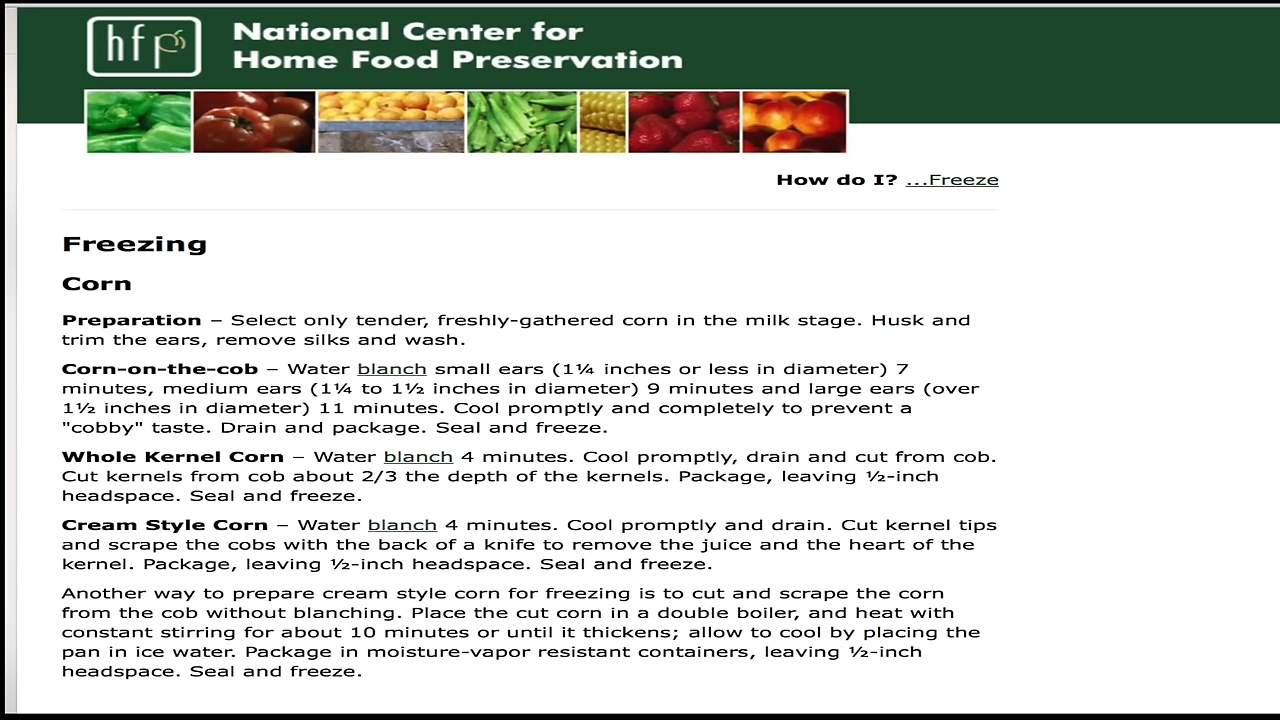 hfp
National Center for
Home Food Preservation
How do I? ...Freeze
Freezing
Corn
Preparation – Select only tender, freshly-gathered corn in the milk stage. Husk and
trim the ears, remove silks and wash.
Corn-on-the-cob – Water blanch small ears (1¼ inches or less in diameter) 7
minutes, medium ears (1¼ to 1½ inches in diameter) 9 minutes and large ears (over
1½ inches in diameter) 11 minutes. Cool promptly and completely to prevent a
"cobby" taste. Drain and package. Seal and freeze.
Whole Kernel Corn – Water blanch 4 minutes. Cool promptly, drain and cut from cob.
Cut kernels from cob about 2/3 the depth of the kernels. Package, leaving ½-inch
headspace. Seal and freeze.
Cream Style Corn – Water blanch 4 minutes. Cool promptly and drain. Cut kernel tips
and scrape the cobs with the back of a knife to remove the juice and the heart of the
kernel. Package, leaving ½-inch headspace. Seal and freeze.
Another way to prepare cream style corn for freezing is to cut and scrape the corn
from the cob without blanching. Place the cut corn in a double boiler, and heat with
constant stirring for about 10 minutes or until it thickens; allow to cool by placing the
pan in ice water. Package in moisture-vapor resistant containers, leaving ½-inch
headspace. Seal and freeze.